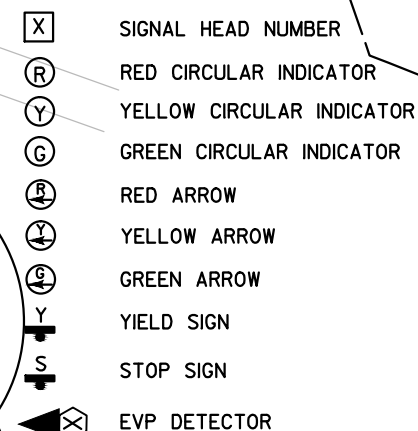 X SIGNAL HEAD NUMBER
R RED CIRCULAR INDICATOR
Y YELLOW CIRCULAR INDICATOR
G GREEN CIRCULAR INDICATOR
R RED ARROW
Y YELLOW ARROW
G GREEN ARROW
Y YIELD SIGN
S STOP SIGN
X EVP DETECTOR